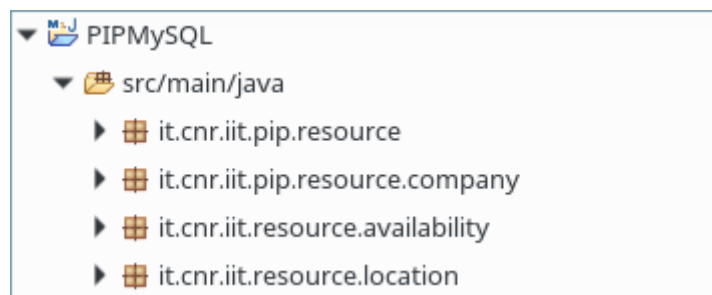 PIPMySQL
src/main/java
it.cnr.iit.pip.resource
it.cnr.iit.pip.resource.company
it.cnr.iit.resource.availability
it.cnr.iit.resource.location